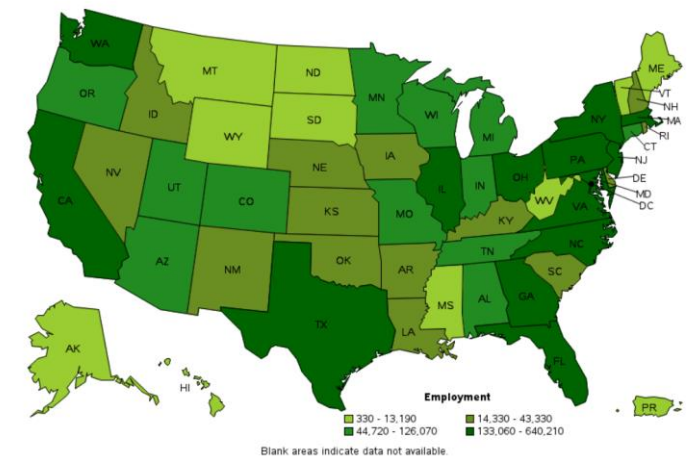 WA
MT
ND
ME
VT
NH
MA
RI
CT
NJ
DE
MD
DC
OR
ID
WY
SD
MN
WI
MI
NY
PA
NV
UT
CO
NE
IA
IL
IN
OH
WV
VA
CA
AZ
NM
KS
MO
KY
NC
TN
OK
AR
SC
TX
LA
MS
AL
GA
FL
AK
HI
PR
Employment
330 - 13,190
14,330 - 43,330
44,720 - 126,070
133,060 - 640,210
Blank areas indicate data not available.